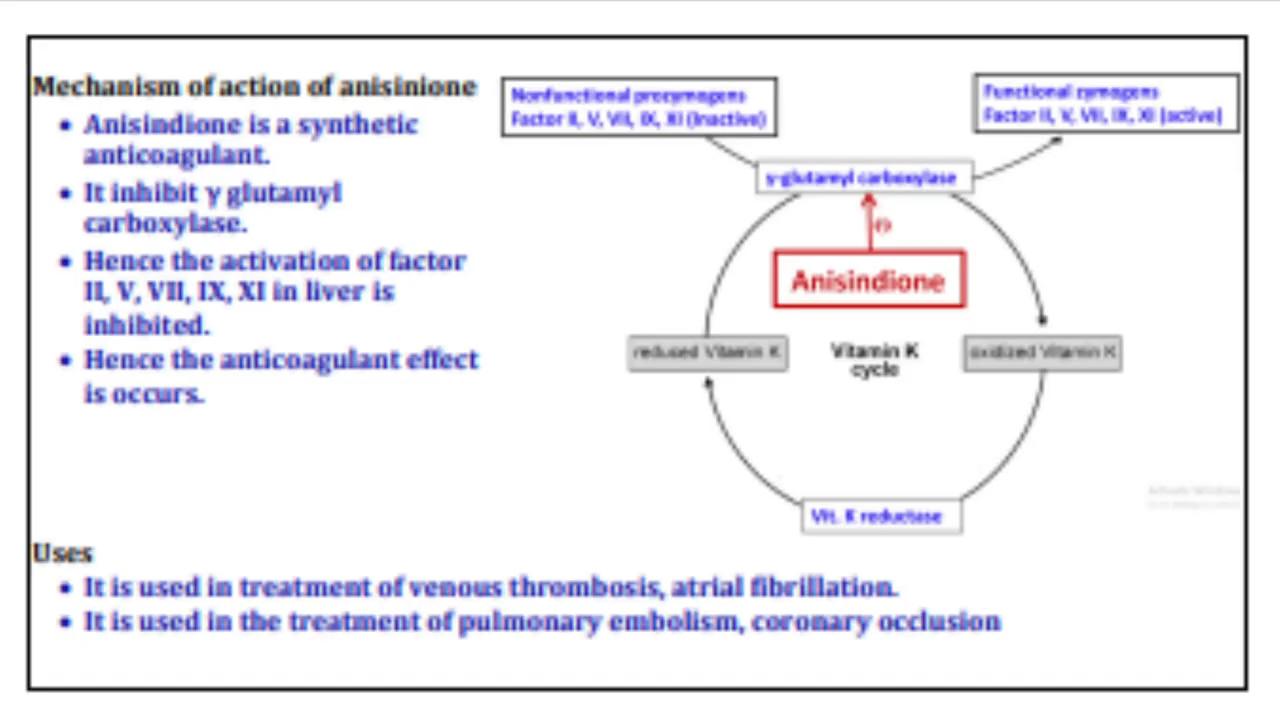 Mechanism of action of anisinione
• Anisindione is a synthetic
anticoagulant.
• It inhibit γ glutamyl
carboxylase.
• Hence the activation of factor
II, V, VII, IX, XI in liver is
inhibited.
• Hence the anticoagulant effect
is occurs.
Nonfunctional procymogens
Factor II, V, VII, IX, XI (Inactive)
Functional cymogens
Factor II, V, VII, IX, XI (active)
γ-glutamyl carboxylase
Anisindione
reduced Vitamin K
Vitamin K
cycle
oxidized Vitamin K
Vit. K reductase
Uses
• It is used in treatment of venous thrombosis, atrial fibrillation.
• It is used in the treatment of pulmonary embolism, coronary occlusion